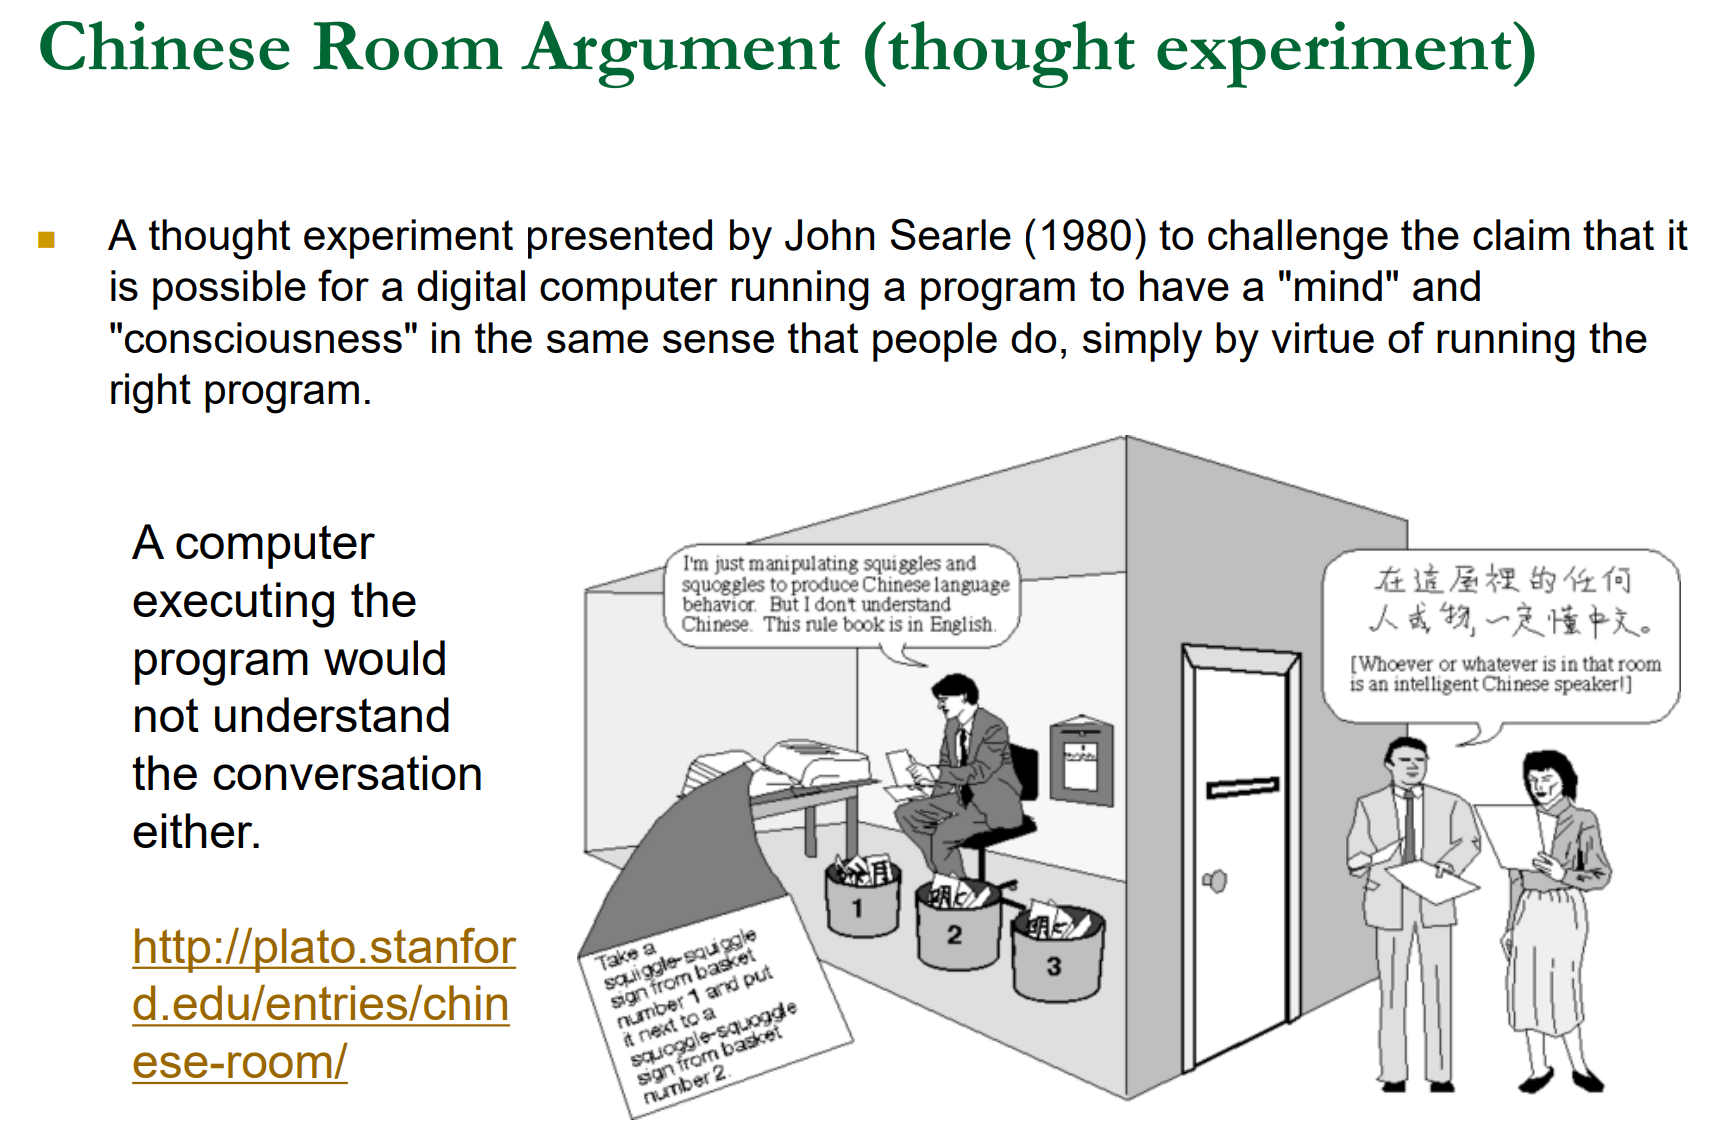 Chinese Room Argument (thought experiment)
A thought experiment presented by John Searle (1980) to challenge the claim that it
is possible for a digital computer running a program to have a "mind" and
"consciousness" in the same sense that people do, simply by virtue of running the
right program.
A computer
executing the
program would
not understand
the conversation
either.
http://plato.stanfor
d.edu/entries/chin
ese-room/
I'm just manipulating squiggles and
squoggles to produce Chinese language
behavior. But I don't understand
Chinese. This rule book is in English.
在這屋裡的任何
人或物,一定懂中文。
[Whoever or whatever is in that room
is an intelligent Chinese speaker!]
1
2
3
Take a
squiggle-squiggle
sign from basket
number 1 and put
it next to a
squoggle-squoggle
sign from basket
number 2.